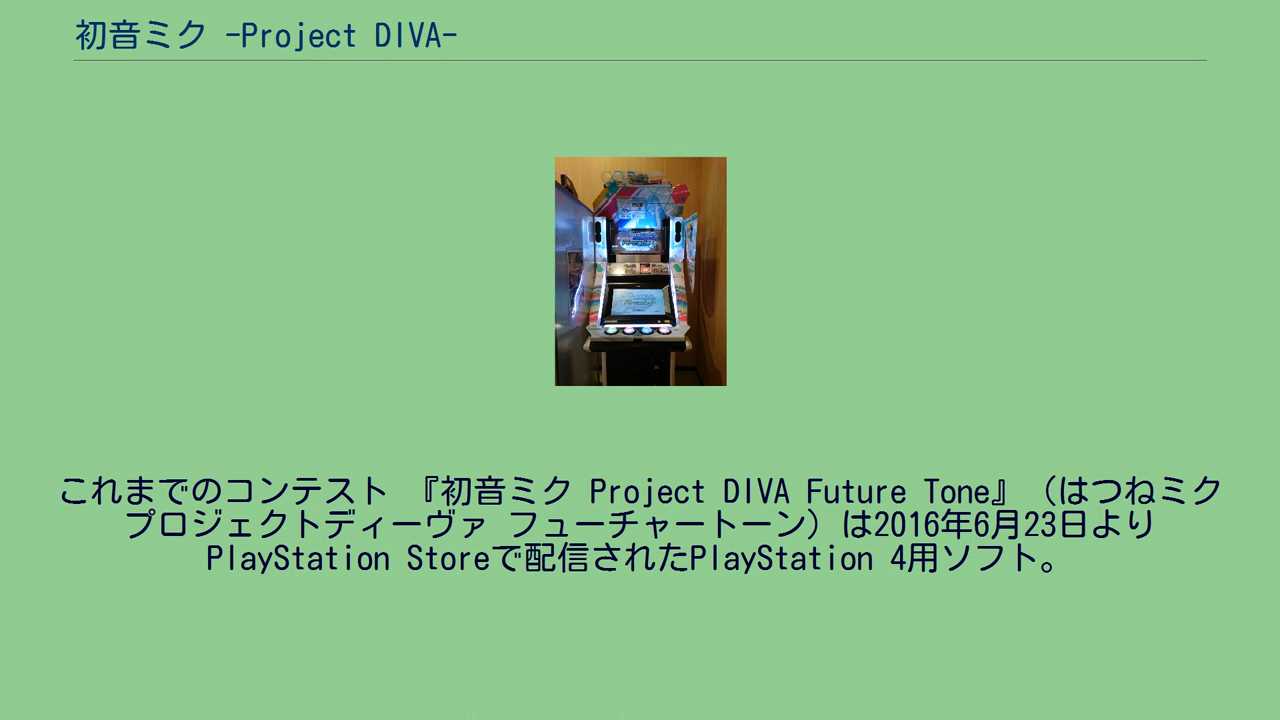 初音ミク -Project DIVA-
これまでのコンテスト 『初音ミク Project DIVA Future Tone』（はつねミク
プロジェクトディーヴァ フューチャートーン）は2016年6月23日より
PlayStation Storeで配信されたPlayStation 4用ソフト。